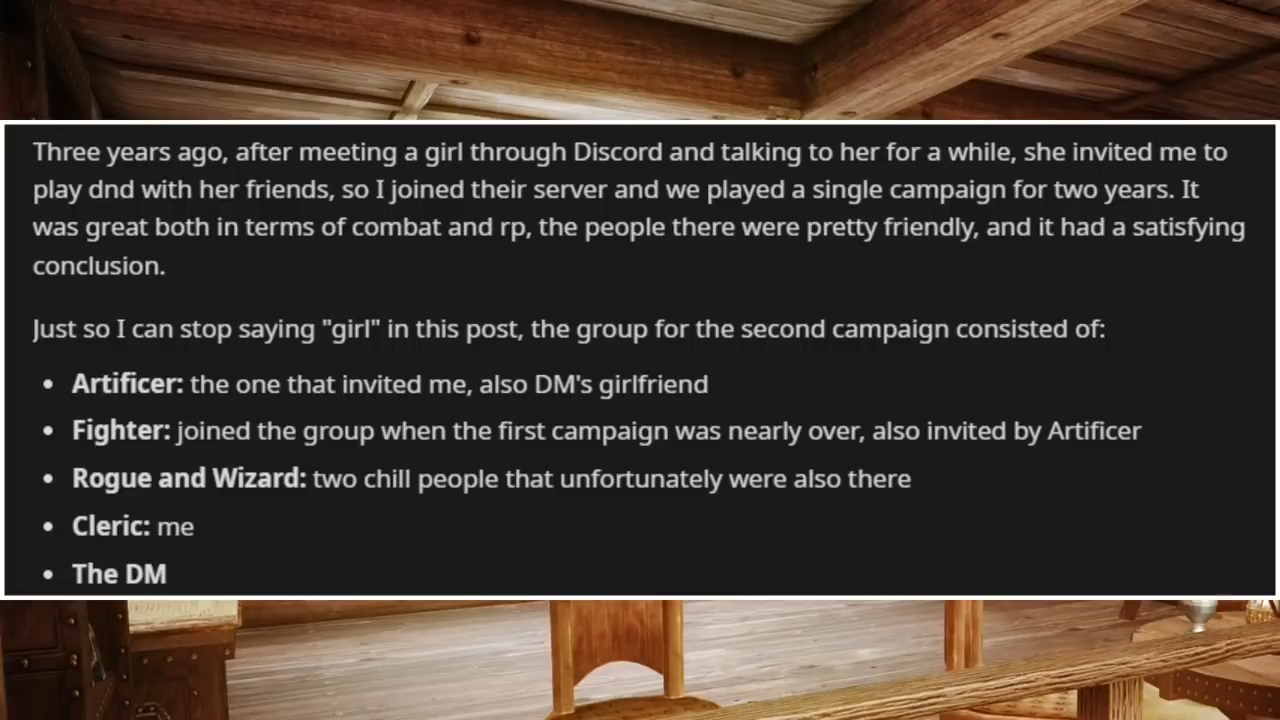 Three years ago, after meeting a girl through Discord and talking to her for a while, she invited me to
play dnd with her friends, so I joined their server and we played a single campaign for two years. It
was great both in terms of combat and rp, the people there were pretty friendly, and it had a satisfying
conclusion.
Just so I can stop saying "girl" in this post, the group for the second campaign consisted of:
• Artificer: the one that invited me, also DM's girlfriend
• Fighter: joined the group when the first campaign was nearly over, also invited by Artificer
• Rogue and Wizard: two chill people that unfortunately were also there
• Cleric: me
• The DM